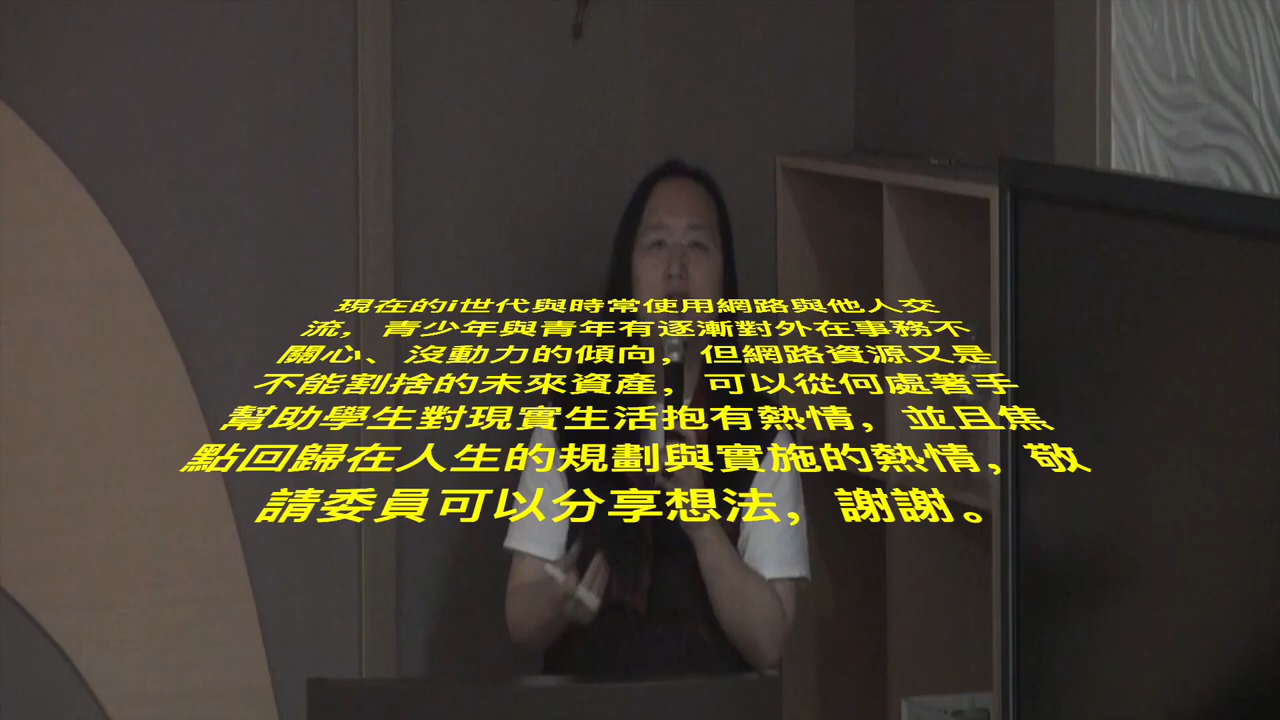 現在的i世代與時常使用網路與他人交
流，青少年與青年有逐漸對外在事務不
關心、沒動力的傾向，但網路資源又是
不能割捨的未來資產，可以從何處著手
幫助學生對現實生活抱有熱情，並且焦
點回歸在人生的規劃與實施的熱情，敬
請委員可以分享想法，謝謝。